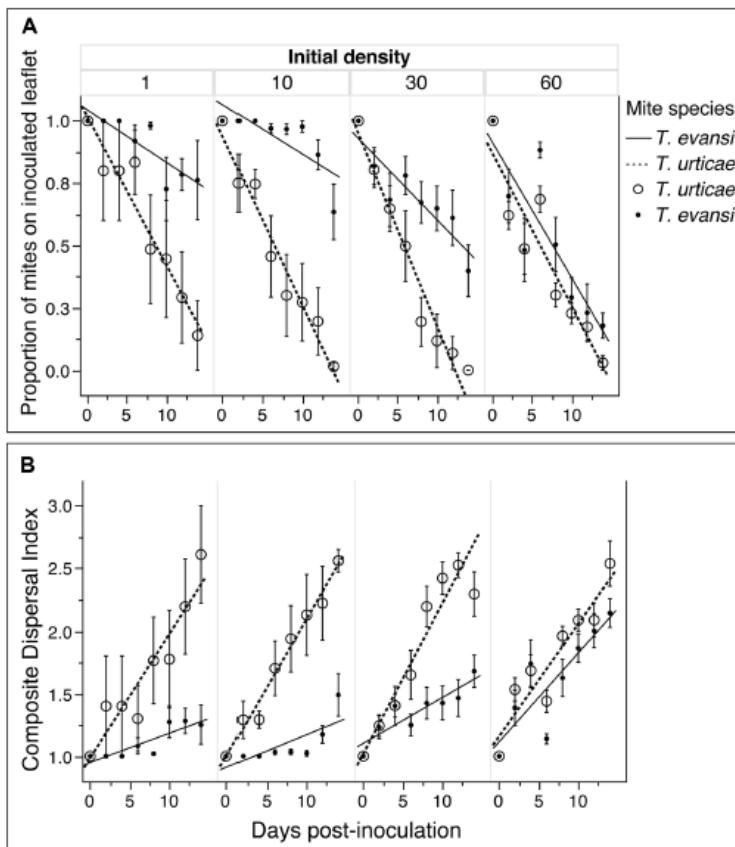 A
Initial density
1 10 30 60
Proportion of mites on inoculated leaflet
1.0
0.8
0.5
0.3
0.0
0 5 10 0 5 10 0 5 10 0 5 10
Mite species
T. evansi
T. urticae
T. urticae
T. evansi
B
Composite Dispersal Index
3.0
2.5
2.0
1.5
1.0
0 5 10 0 5 10 0 5 10 0 5 10
Days post-inoculation